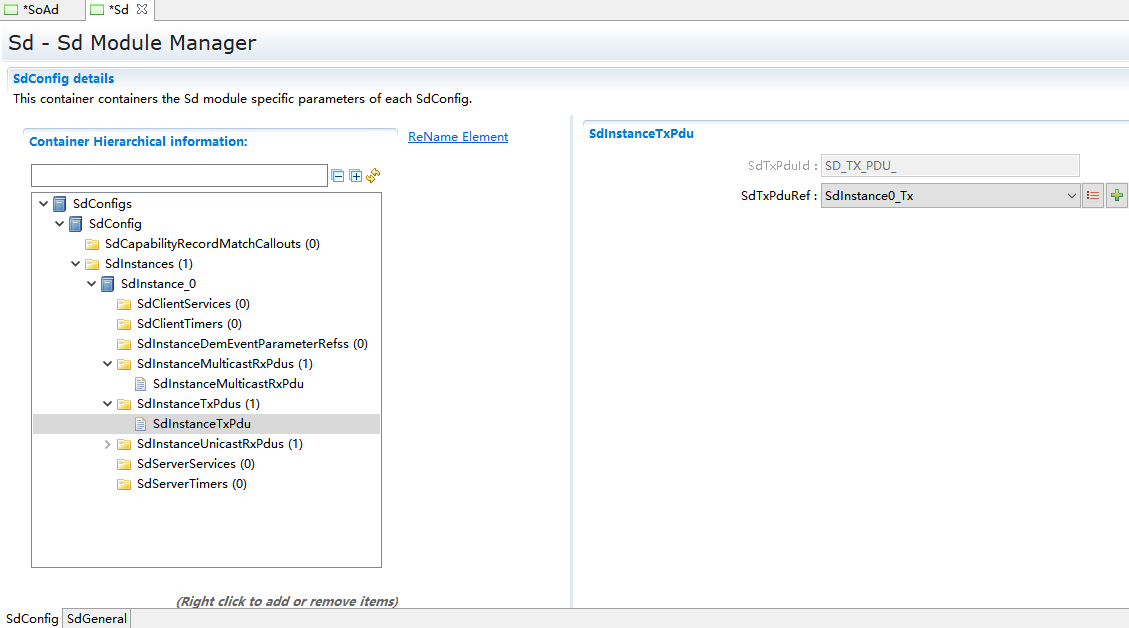 *SoAd
*Sd
Sd - Sd Module Manager
SdConfig details
This container containers the Sd module specific parameters of each SdConfig.
Container Hierarchical information:
ReName Element
SdConfigs
SdConfig
SdCapabilityRecordMatchCallouts (0)
SdInstances (1)
SdInstance_0
SdClientServices (0)
SdClientTimers (0)
SdInstanceDemEventParameterRefss (0)
SdInstanceMulticastRxPdus (1)
SdInstanceMulticastRxPdu
SdInstanceTxPdus (1)
SdInstanceTxPdu
SdInstanceUnicastRxPdus (1)
SdServerServices (0)
SdServerTimers (0)
(Right click to add or remove items)
SdInstanceTxPdu
SdTxPduId : SD_TX_PDU_
SdTxPduRef : SdInstance0_Tx
SdConfig SdGeneral